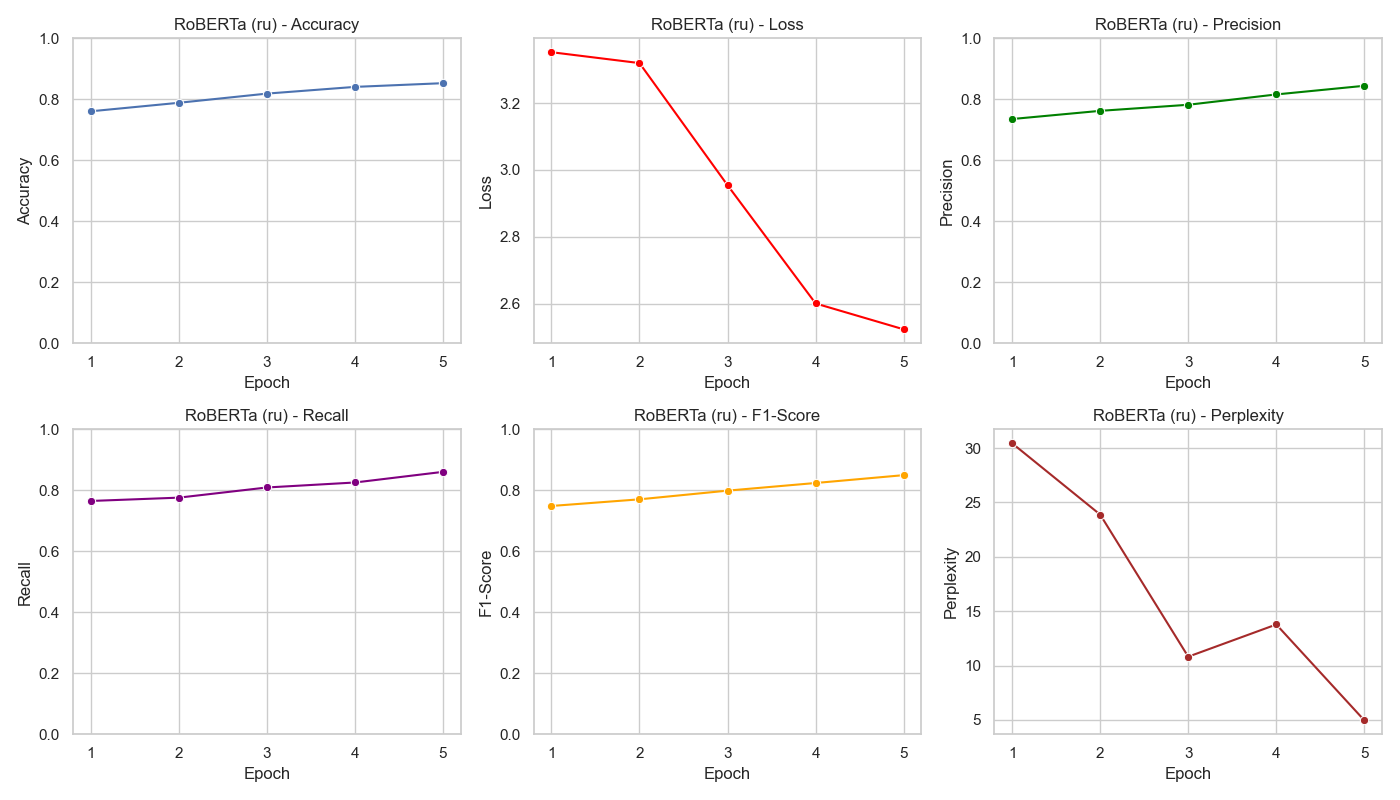 RoBERTa (ru) - Accuracy
1.0
0.8
0.6
0.4
0.2
0.0
Accuracy
1 2 3 4 5
Epoch
RoBERTa (ru) - Loss
3.2
3.0
2.8
2.6
Loss
1 2 3 4 5
Epoch
RoBERTa (ru) - Precision
1.0
0.8
0.6
0.4
0.2
0.0
Precision
1 2 3 4 5
Epoch
RoBERTa (ru) - Recall
1.0
0.8
0.6
0.4
0.2
0.0
Recall
1 2 3 4 5
Epoch
RoBERTa (ru) - F1-Score
1.0
0.8
0.6
0.4
0.2
0.0
F1-Score
1 2 3 4 5
Epoch
RoBERTa (ru) - Perplexity
30
25
20
15
10
5
Perplexity
1 2 3 4 5
Epoch